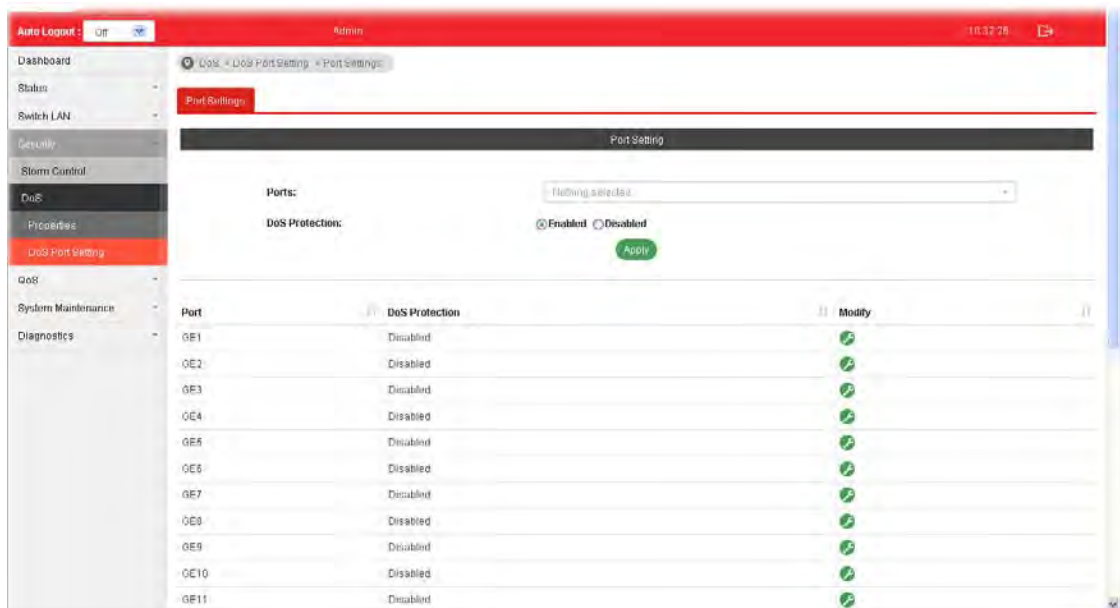 Auto Logout : Off Admin 10:32:26
Dashboard
DoS « DoS Port Setting « Port Settings
Status
Port Settings
Switch LAN
Security
Port Setting
Storm Control
DoS
Ports: Nothing selected
Properties
DoS Protection: Enabled Disabled
DoS Port Setting
Apply
QoS
System Maintenance
Diagnostics
Port DoS Protection Modify
GE1 Disabled
GE2 Disabled
GE3 Disabled
GE4 Disabled
GE5 Disabled
GE6 Disabled
GE7 Disabled
GE8 Disabled
GE9 Disabled
GE10 Disabled
GE11 Disabled